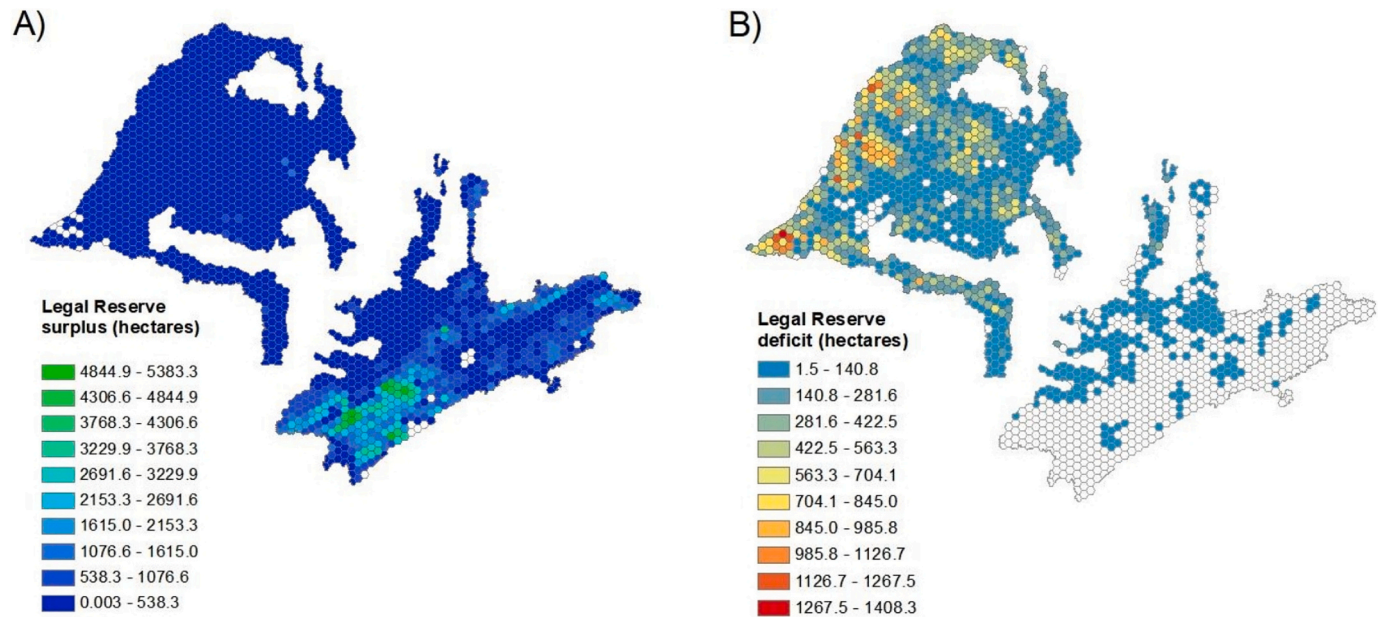 A)
Legal Reserve
surplus (hectares)
4844.9 - 5383.3
4306.6 - 4844.9
3768.3 - 4306.6
3229.9 - 3768.3
2691.6 - 3229.9
2153.3 - 2691.6
1615.0 - 2153.3
1076.6 - 1615.0
538.3 - 1076.6
0.003 - 538.3
B)
Legal Reserve
deficit (hectares)
1.5 - 140.8
140.8 - 281.6
281.6 - 422.5
422.5 - 563.3
563.3 - 704.1
704.1 - 845.0
845.0 - 985.8
985.8 - 1126.7
1126.7 - 1267.5
1267.5 - 1408.3